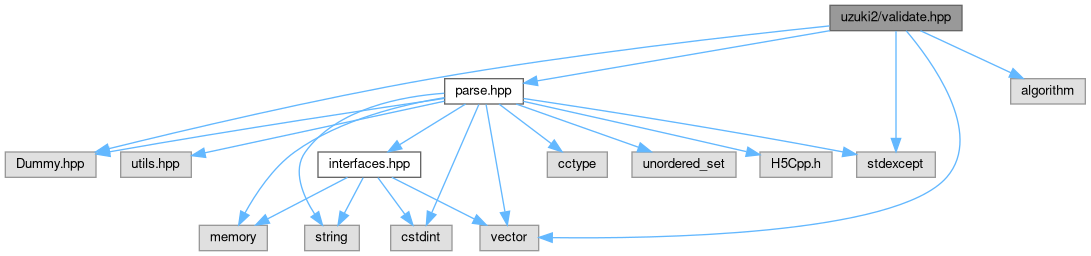 uzuki2/validate.hpp
parse.hpp
algorithm
Dummy.hpp
utils.hpp
interfaces.hpp
cctype
unordered_set
H5Cpp.h
stdexcept
memory
string
cstdint
vector